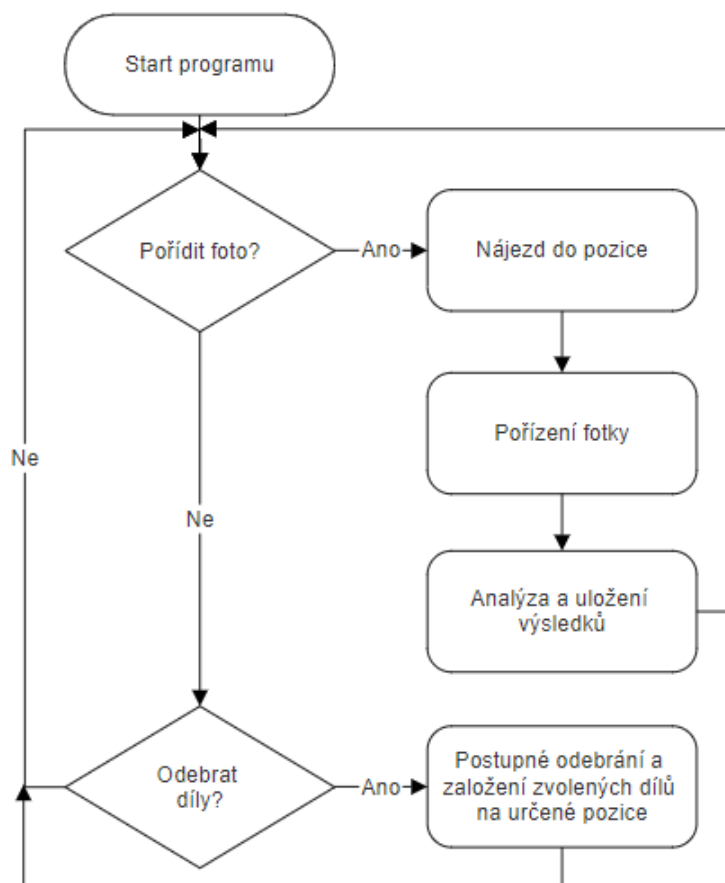 Start programu
Pořídit foto?
Ano
Nájezd do pozice
Pořízení fotky
Ne
Ne
Analýza a uložení
výsledků
Odebrat
díly?
Ano
Postupné odebrání a
založení zvolených dílů
na určené pozice